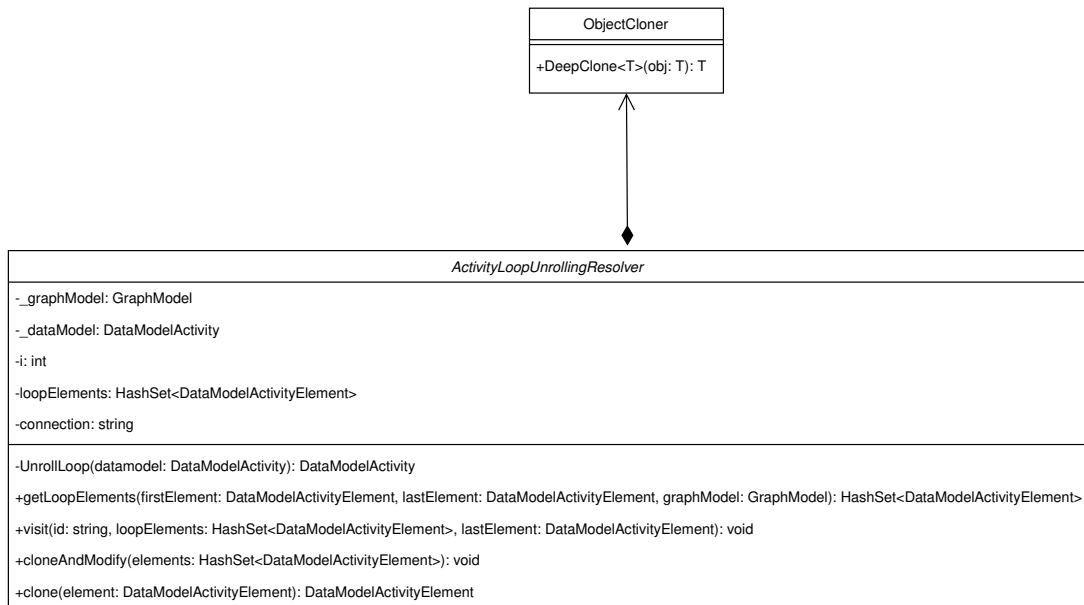 ObjectCloner
+DeepClone<T>(obj: T): T
ActivityLoopUnrollingResolver
-_graphModel: GraphModel
-_dataModel: DataModelActivity
-i: int
-loopElements: HashSet<DataModelActivityElement>
-connection: string
-UnrollLoop(datamodel: DataModelActivity): DataModelActivity
+getLoopElements(firstElement: DataModelActivityElement, lastElement: DataModelActivityElement, graphModel: GraphModel): HashSet<DataModelActivityElement>
+visit(id: string, loopElements: HashSet<DataModelActivityElement>, lastElement: DataModelActivityElement): void
+cloneAndModify(elements: HashSet<DataModelActivityElement>): void
+clone(element: DataModelActivityElement): DataModelActivityElement